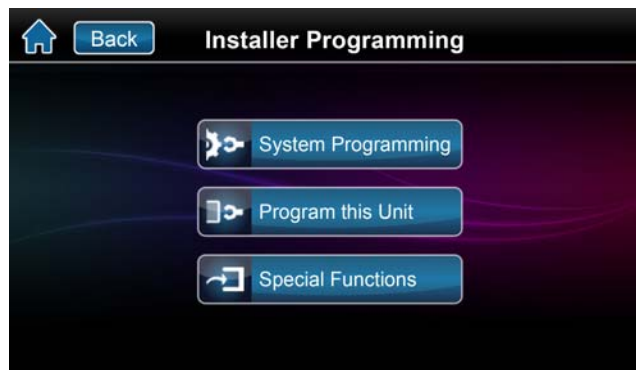 Back
Installer Programming
System Programming
Program this Unit
Special Functions